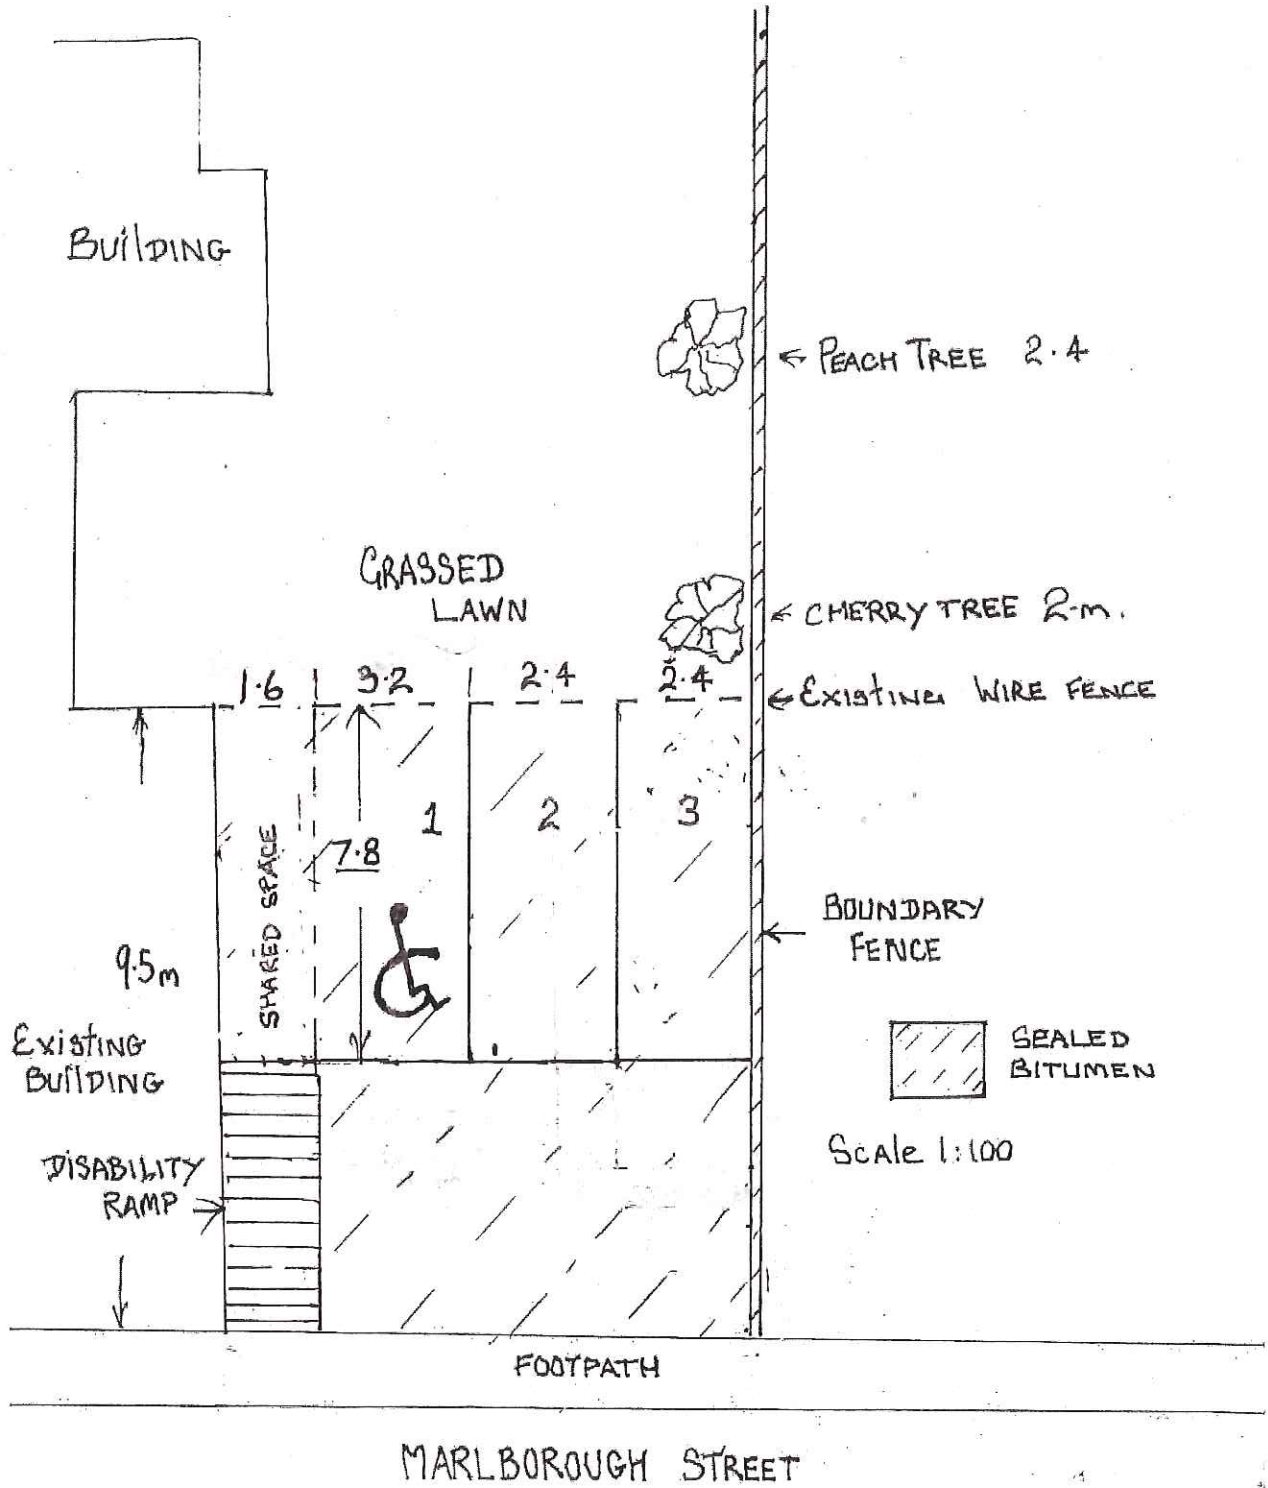 BUILDING
← PEACH TREE 2.4
GRASSED
LAWN
← CHERRY TREE 2-m.
1.6 3.2 2.4 2.4
← EXISTING WIRE FENCE
1 2 3
7.8
SHARED SPACE
BOUNDARY
FENCE
9.5m
EXISTING
BUILDING
SEALED
BITUMEN
DISABILITY
RAMP
Scale 1:100
FOOTPATH
MARLBOROUGH STREET